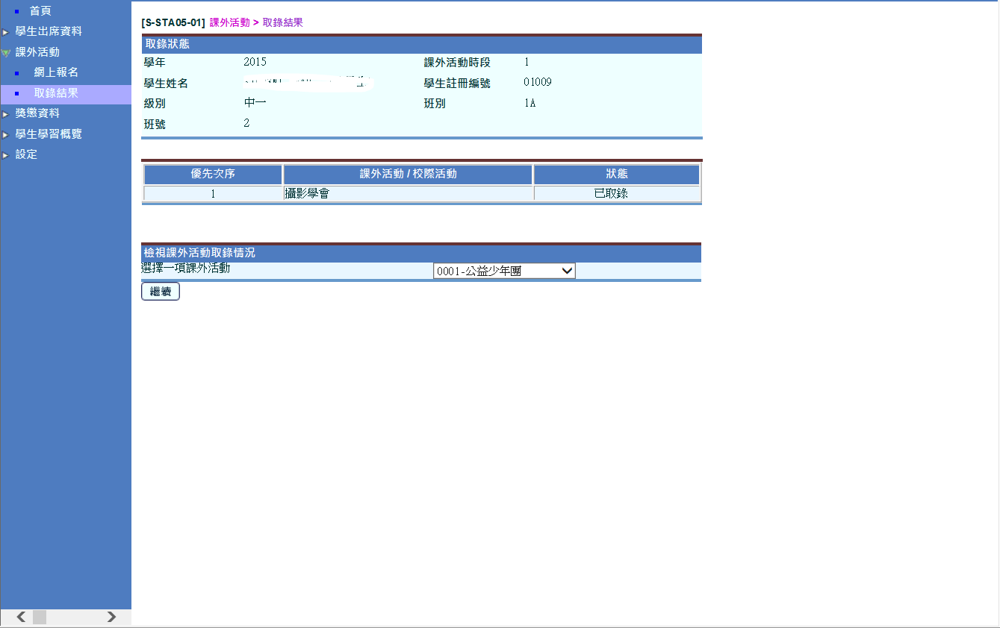 首頁
學生出席資料
課外活動
網上報名
取錄結果
獎懲資料
學生學習概覽
設定
[S-STA05-01] 課外活動 > 取錄結果
取錄狀態
學年 2015 課外活動時段 1
學生姓名 學生註冊編號 01009
級別 中一 班別 1A
班號 2
優先次序 課外活動 / 校際活動 狀態
1 攝影學會 已取錄
檢視課外活動取錄情況
選擇一項課外活動 0001-公益少年團
繼續